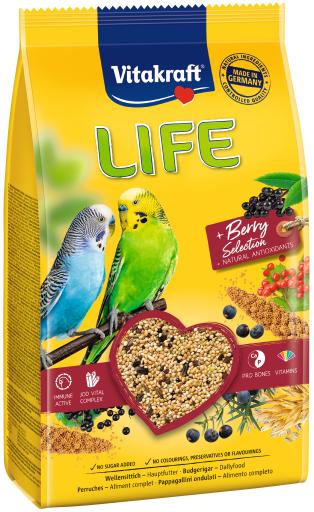 Vitakraft
NATURAL INGREDIENTS
MADE IN
GERMANY
CONTROLLED QUALITY
LIFE
+ Berry
Selection
+ NATURAL ANTIOXIDANTS
IMMUNE
ACTIVE
JOD VITAL
COMPLEX
Ca
P
PRO BONES
VITAMINS
✓ NO SUGAR ADDED ✓ NO COLOURINGS, PRESERVATIVES OR FLAVOURINGS
Wellensittich – Hauptfutter · Budgerigar – Dailyfood
Perruches – Aliment complet · Pappagallini ondulati – Alimento completo